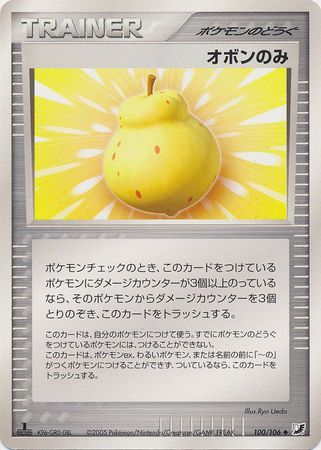 TRAINER
ポケモンのどうぐ
オボンのみ
ポケモンチェックのとき、このカードをつけている
ポケモンにダメージカウンターが3個以上のっている
なら、そのポケモンからダメージカウンターを3個
とりのぞき、このカードをトラッシュする。
このカードは、自分のポケモンにつけて使う。すでにポケモンのどうぐ
をつけているポケモンには、つけることができない。
このカードは、ポケモンex、わるいポケモン、または名前の前に「〜の」
がつくポケモンにつけることができず、ついているなら、このカードを
トラッシュする。
Illus.Ryo Ueda
1
K96-GR0-08L
©2005 Pokémon/Nintendo/Creatures/GAME FREAK
100/106 ◆